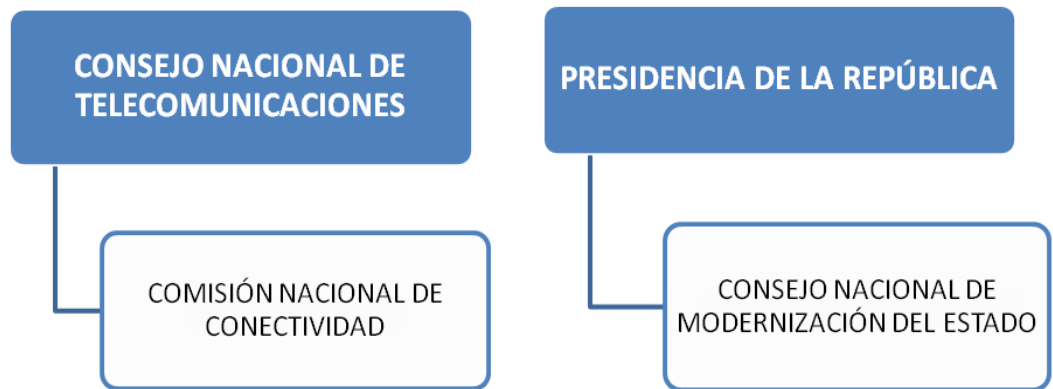 CONSEJO NACIONAL DE
TELECOMUNICACIONES
COMISIÓN NACIONAL DE
CONECTIVIDAD
PRESIDENCIA DE LA REPÚBLICA
CONSEJO NACIONAL DE
MODERNIZACIÓN DEL ESTADO